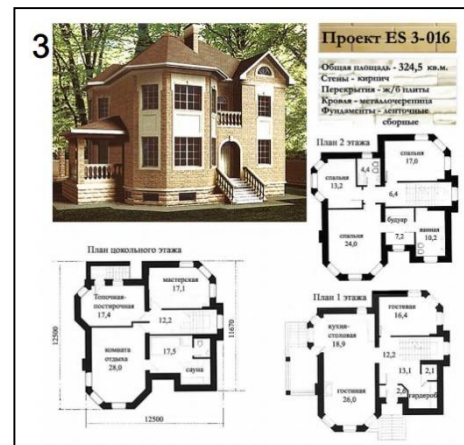 3
Проект ES 3-016
Общая площадь - 324,5 кв.м.
Стены - кирпич
Перекрытия - ж/б плиты
Кровля - металлочерепица
Фундаменты - ленточные
сборные
План 2 этажа
спальня
17,0
спальня
13,2
4,4
6,4
спальня
24,0
будуар
7,2
ванная
10,2
План цокольного этажа
мастерская
17,1
Топочная-
постирочная
17,4
12,2
комната
отдыха
28,0
17,5
сауна
12500
11670
12500
План 1 этажа
гостевая
16,4
кухня-
столовая
18,9
12,2
13,1
2,1
2,0
гардероб
гостиная
26,0